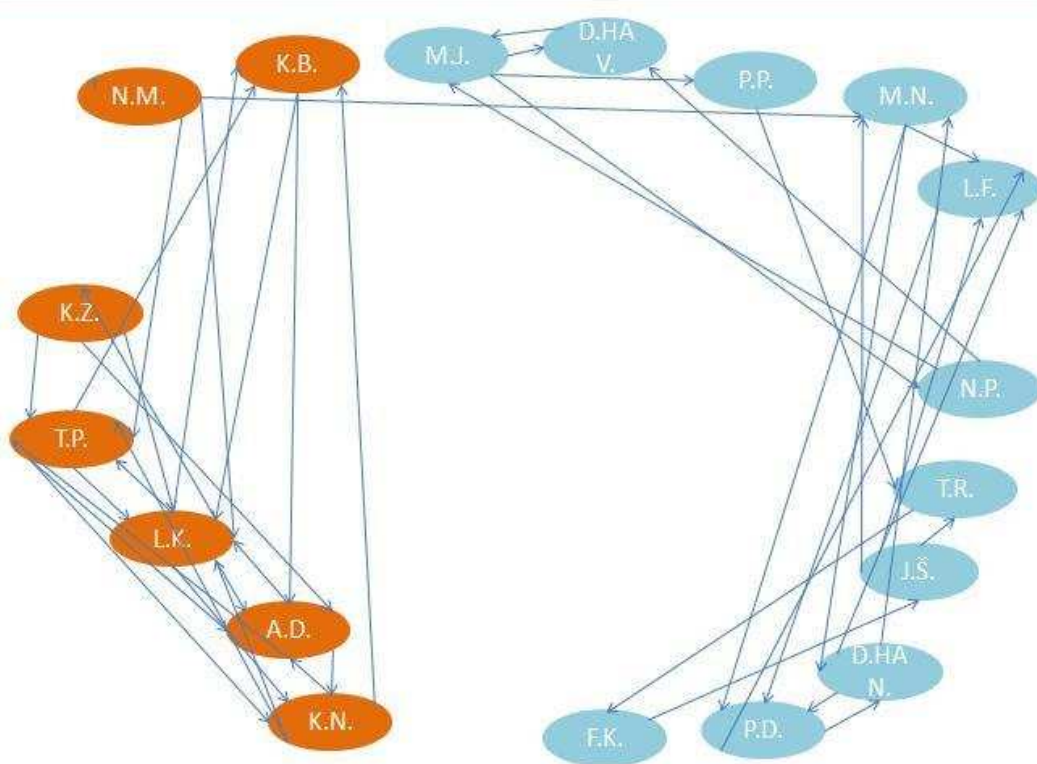 K.B.
N.M.
M.J.
D.HA
V.
P.P.
M.N.
L.F.
K.Z.
T.P.
L.K.
A.D.
K.N.
N.P.
T.R.
J.Š.
D.HA
N.
P.D.
F.K.